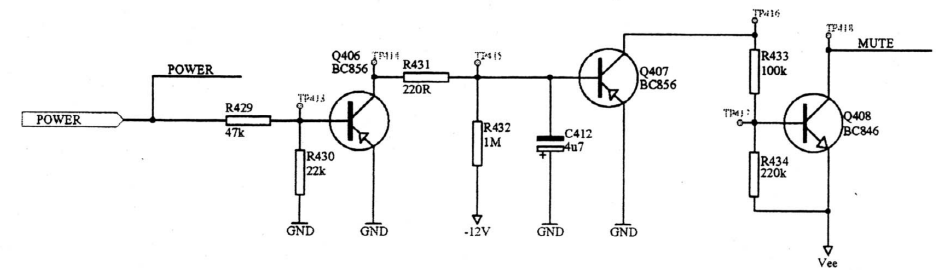 POWER
POWER
R429
47k
TP413
R430
22k
GND
Q406
BC856
TP414
GND
R431
220R
TP415
R432
1M
-12V
C412
4u7
+
GND
Q407
BC856
GND
TP416
R433
100k
TP417
R434
220k
TP418
MUTE
Q408
BC846
Vee